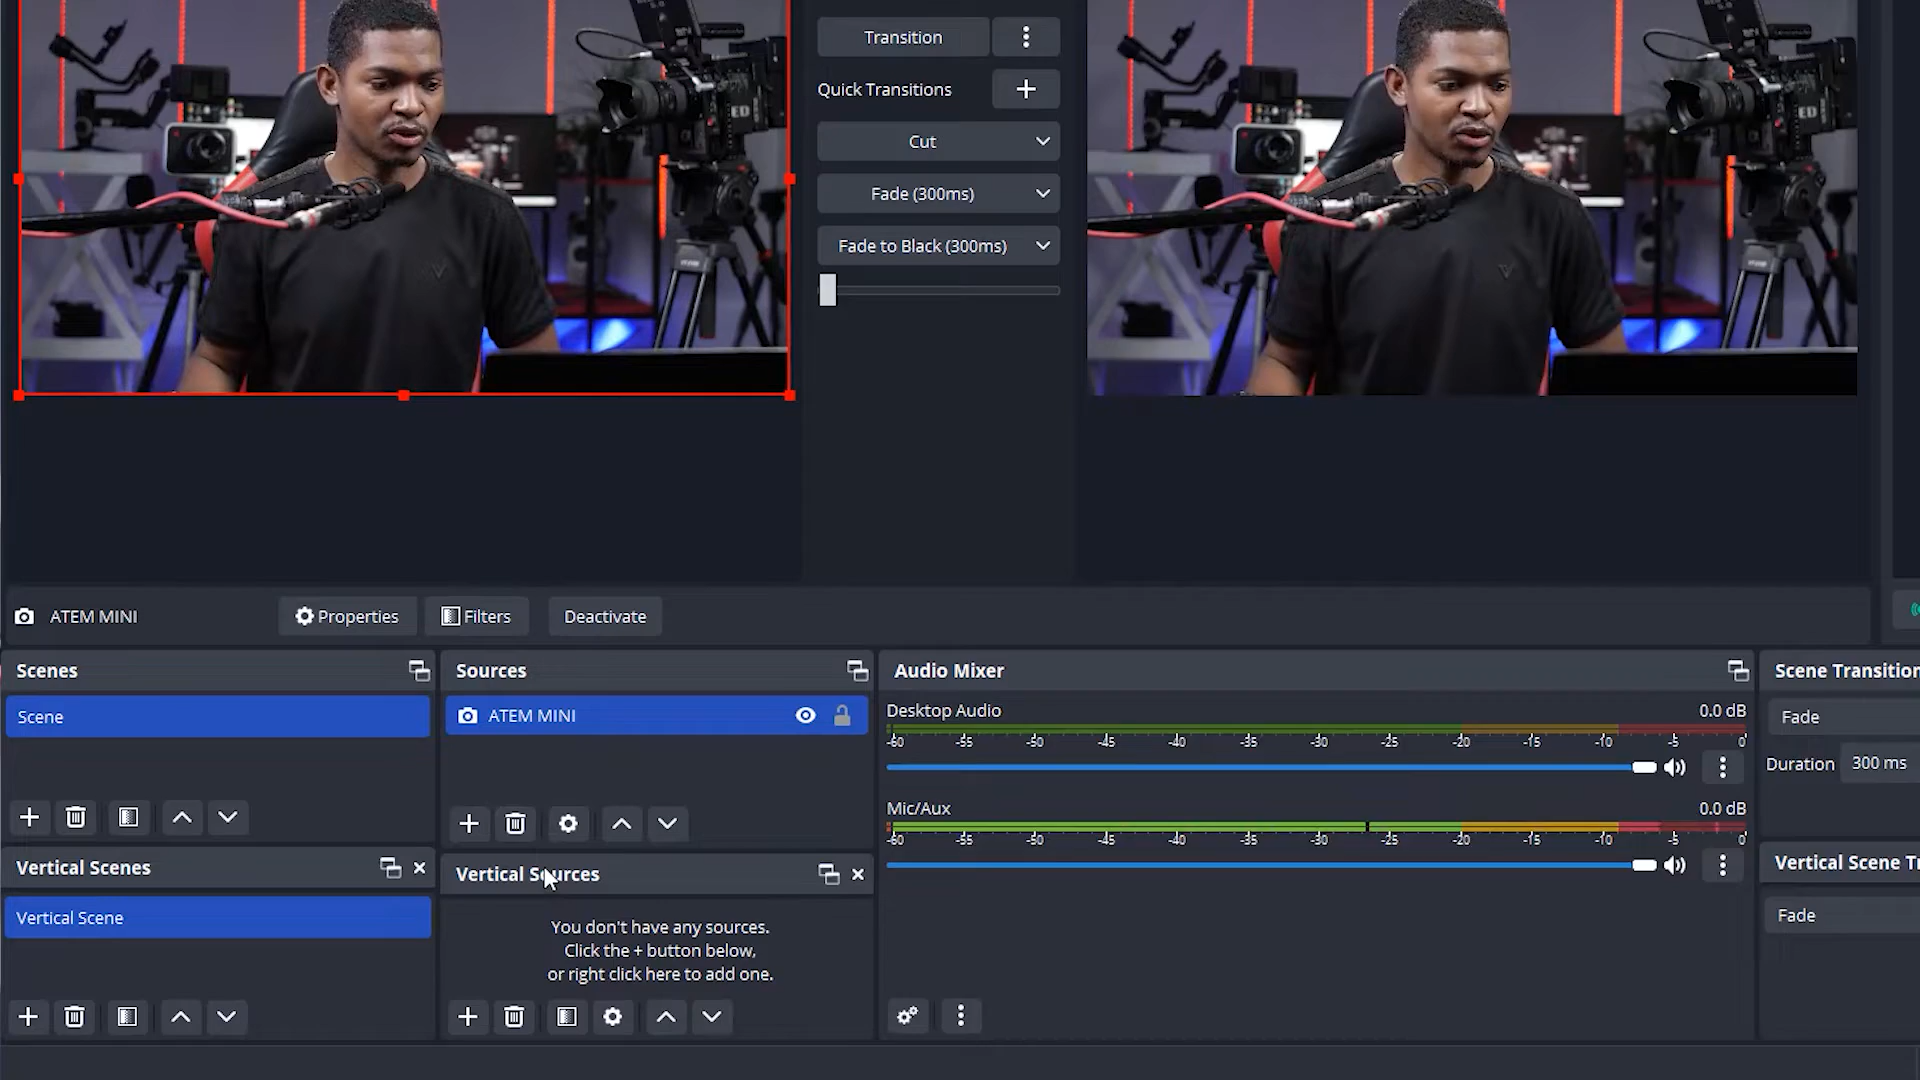 Transition
Quick Transitions
Cut
Fade (300ms)
Fade to Black (300ms)
ED
ED
ATEM MINI
Properties
Filters
Deactivate
Scenes
Scene
Sources
ATEM MINI
Audio Mixer
Desktop Audio
0.0 dB
-60 -55 -50 -45 -40 -35 -30 -25 -20 -15 -10 -5 0
Mic/Aux
0.0 dB
-60 -55 -50 -45 -40 -35 -30 -25 -20 -15 -10 -5 0
Scene Transition
Fade
Duration
300 ms
Vertical Scenes
Vertical Scene
Vertical Sources
You don't have any sources.
Click the + button below,
or right click here to add one.
Vertical Scene Tr
Fade